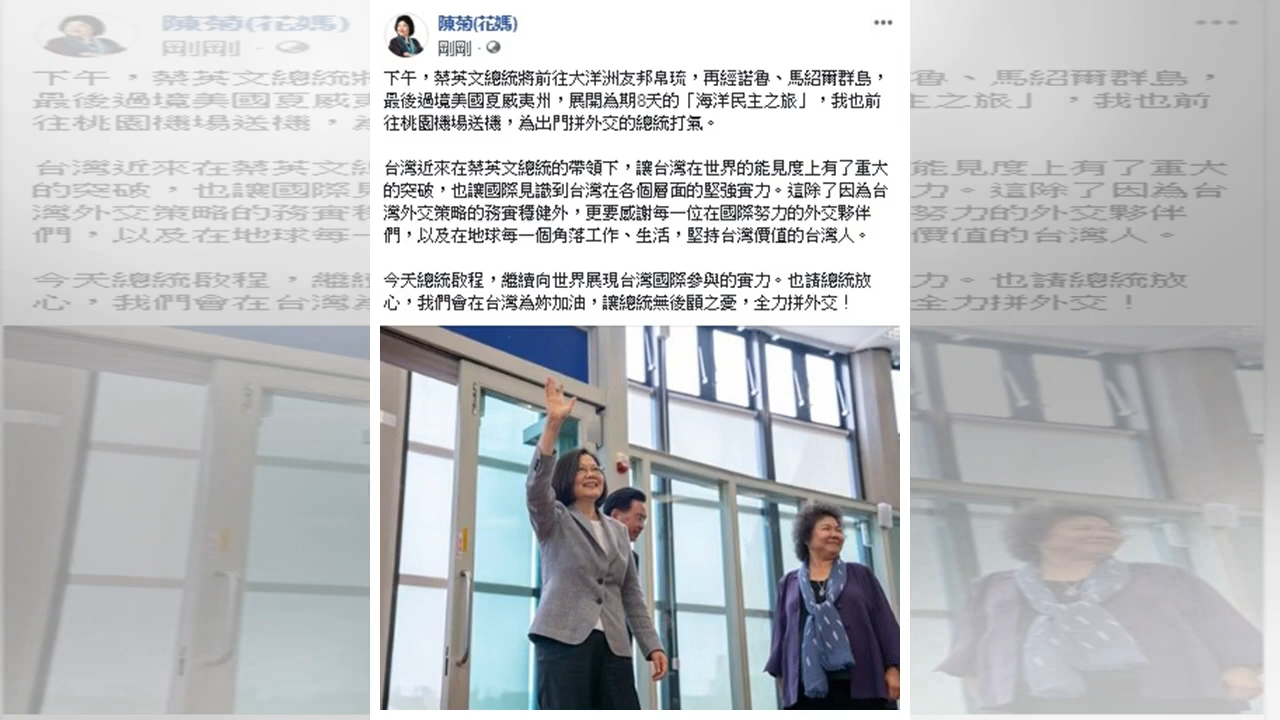 陳菊(花媽)
剛剛 ·
下午，蔡英文總統將前往大洋洲友邦帛琉，再經諾魯、馬紹爾群島，
最後過境美國夏威夷州，展開為期8天的「海洋民主之旅」，我也前
往桃園機場送機，為出門拼外交的總統打氣。
台灣近來在蔡英文總統的帶領下，讓台灣在世界的能見度上有了重大
的突破，也讓國際見識到台灣在各個層面的堅強實力。這除了因為台
灣外交策略的務實穩健外，更要感謝每一位在國際努力的外交夥伴
們，以及在地球每一個角落工作、生活，堅持台灣價值的台灣人。
今天總統啟程，繼續向世界展現台灣國際參與的實力。也請總統放
心，我們會在台灣為妳加油，讓總統無後顧之憂，全力拼外交！